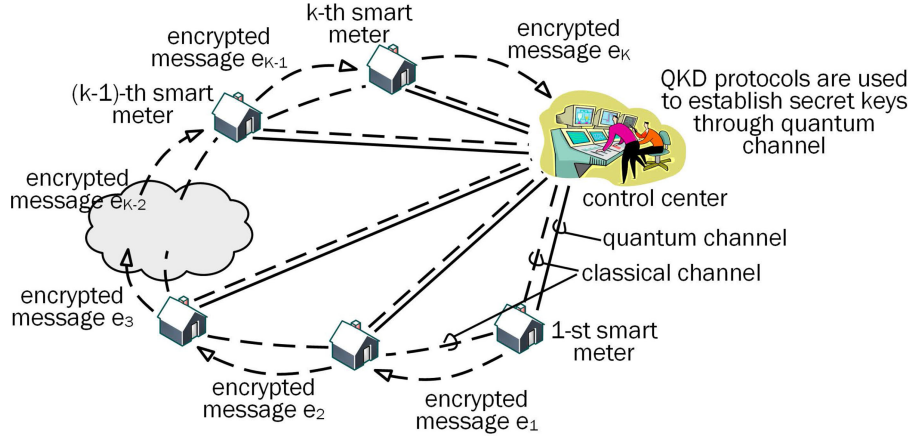 k-th smart
meter
encrypted
message eK-1
encrypted
message eK
(k-1)-th smart
meter
QKD protocols are used
to establish secret keys
through quantum
channel
encrypted
message eK-2
control center
quantum channel
classical channel
encrypted
message e3
1-st smart
meter
encrypted
message e2
encrypted
message e1